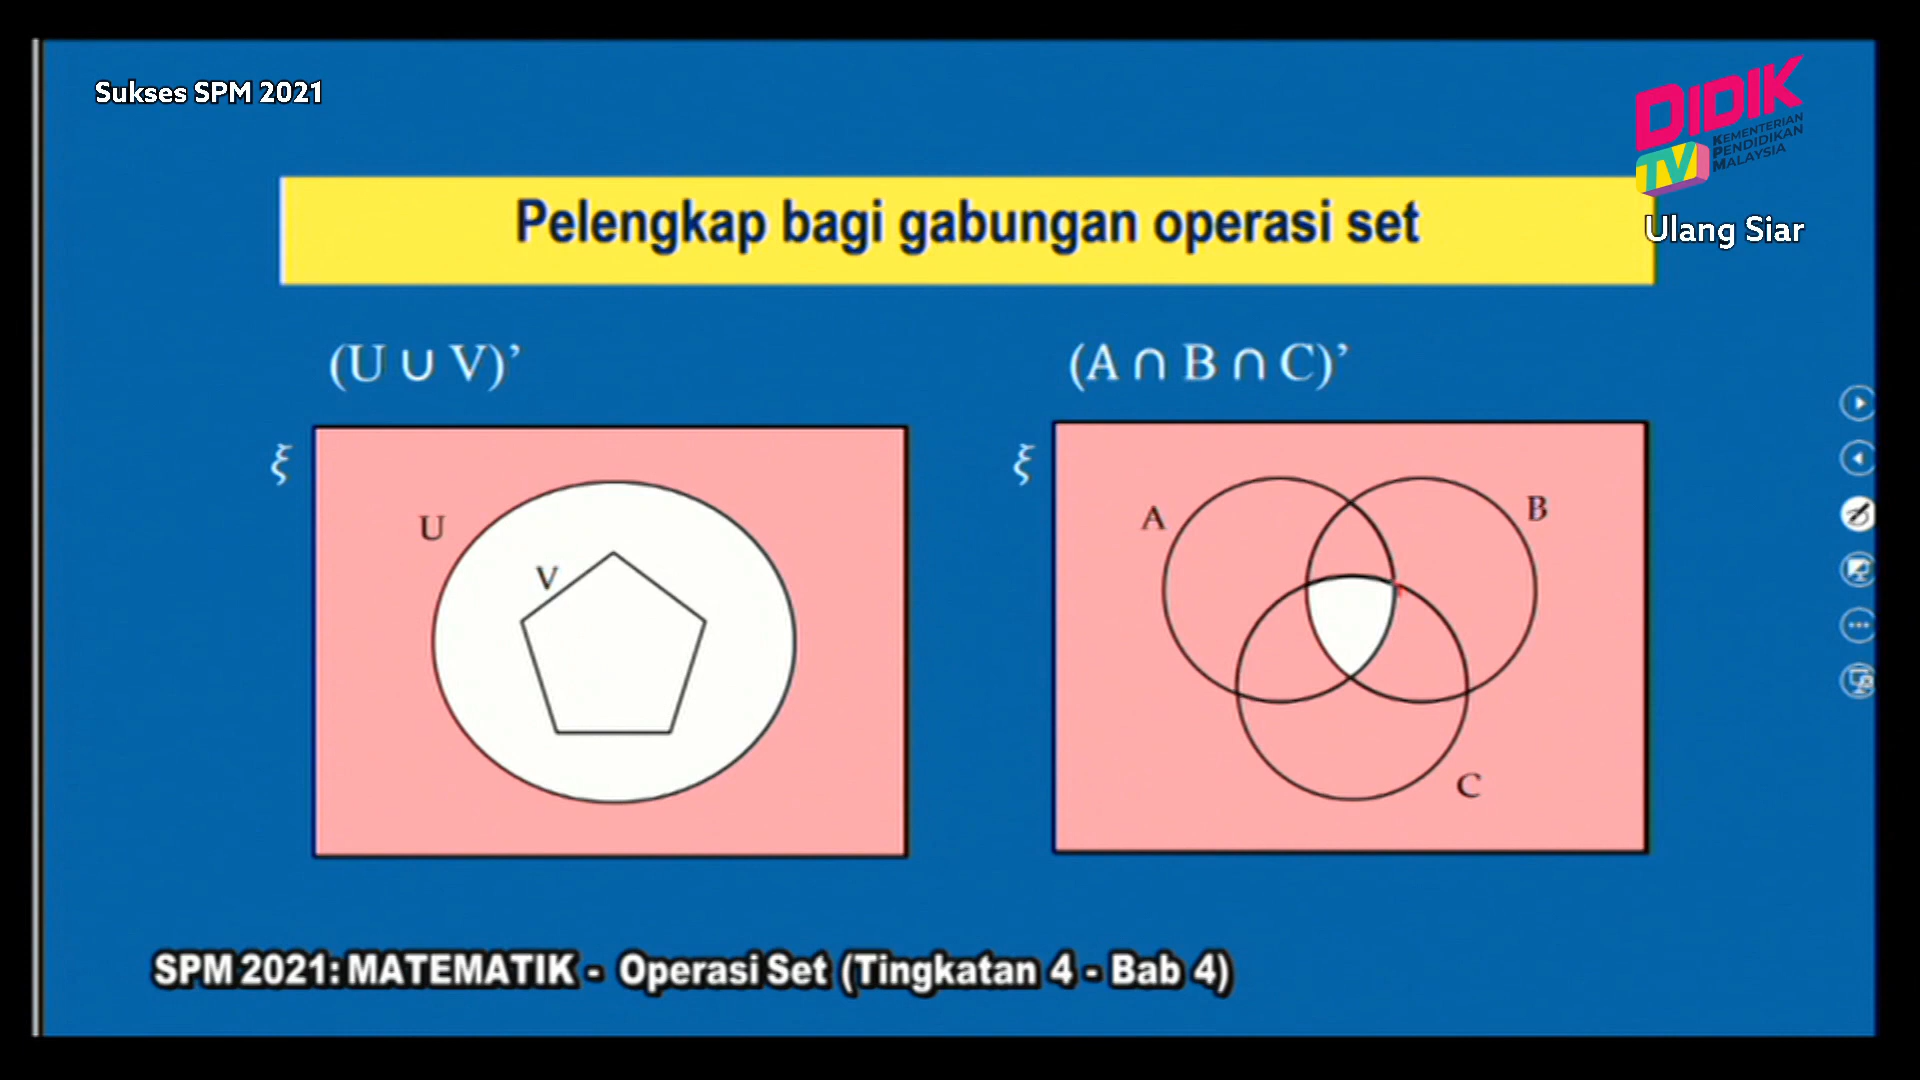 Sukses SPM 2021
DIDIK
TV
KEMENTERIAN
PENDIDIKAN
MALAYSIA
Ulang Siar
Pelengkap bagi gabungan operasi set
(U ∪ V)’
(A ∩ B ∩ C)’
ξ
U
V
ξ
A
B
C
SPM 2021: MATEMATIK - Operasi Set (Tingkatan 4 - Bab 4)